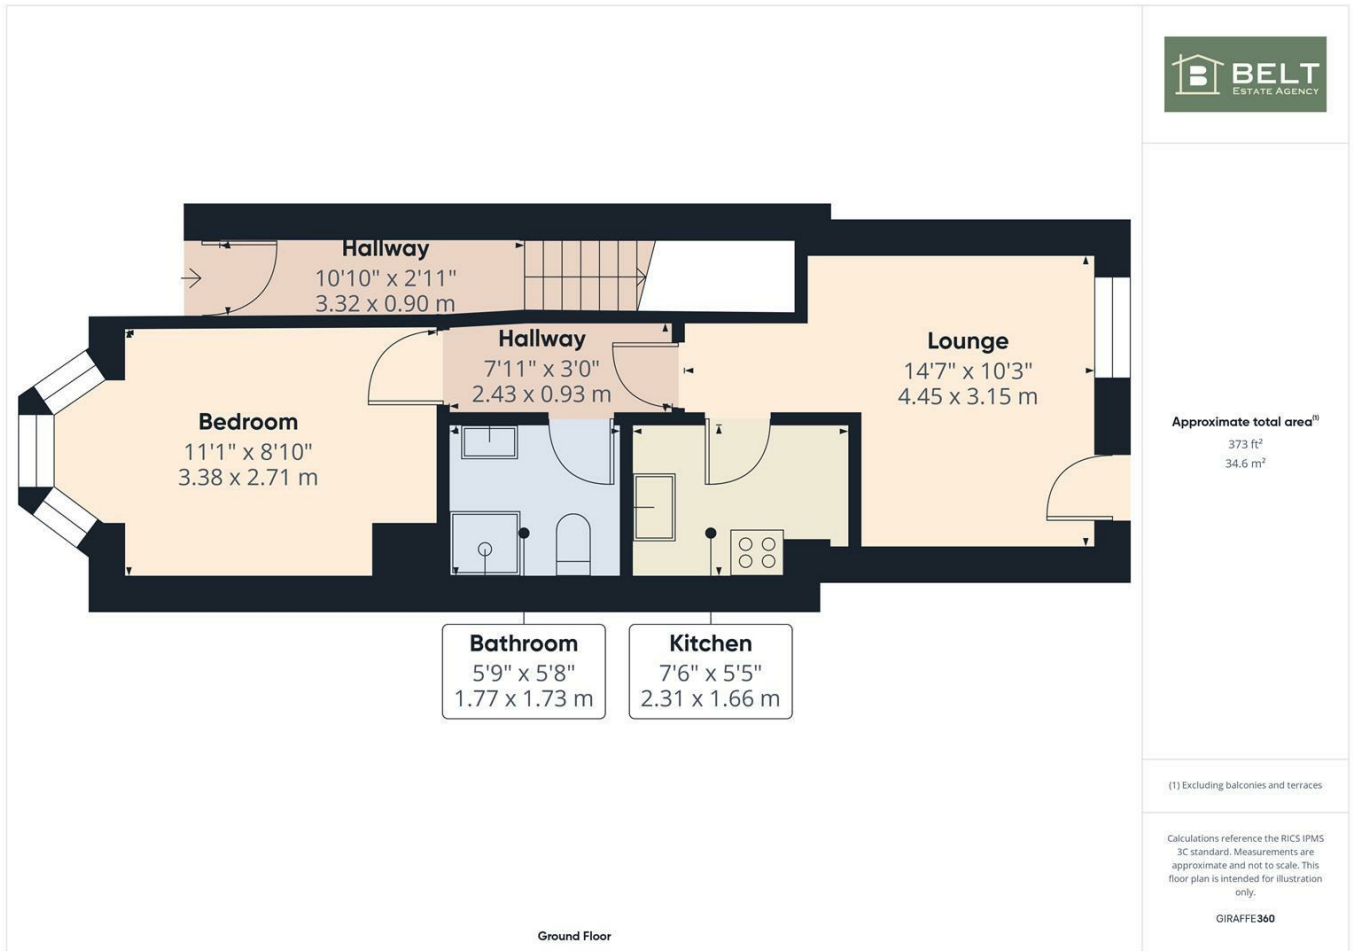 BELT
ESTATE AGENCY
Hallway
10'10" x 2'11"
3.32 x 0.90 m
Hallway
7'11" x 3'0"
2.43 x 0.93 m
Lounge
14'7" x 10'3"
4.45 x 3.15 m
Bedroom
11'1" x 8'10"
3.38 x 2.71 m
Bathroom
5'9" x 5'8"
1.77 x 1.73 m
Kitchen
7'6" x 5'5"
2.31 x 1.66 m
Ground Floor
Approximate total area⁽¹⁾
373 ft²
34.6 m²
(1) Excluding balconies and terraces
Calculations reference the RICS IPMS
3C standard. Measurements are
approximate and not to scale. This
floor plan is intended for illustration
only.
GIRAFFE360